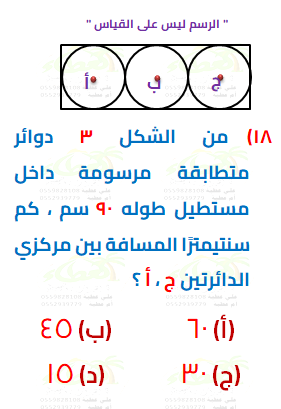 " الرسم ليس على القياس "
ج ب أ
١٨) من الشكل ٣ دوائر
متطابقة مرسومة داخل
مستطيل طوله ٩٠ سم ، كم
سنتيمترًا المسافة بين مركزي
الدائرتين ج ، أ ؟
(أ) ٦٠ (ب) ٤٥
(ج) ٣٠ (د) ١٥